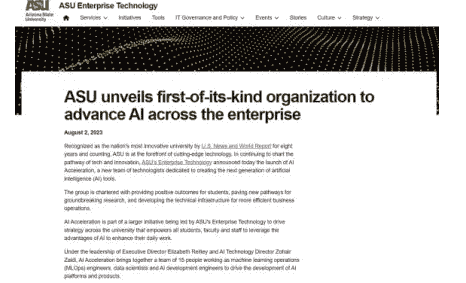 ASU
Arizona State
University
ASU Enterprise Technology
Services
Initiatives
Tools
IT Governance and Policy
Events
Stories
Culture
Strategy
ASU unveils first-of-its-kind organization to
advance AI across the enterprise
August 2, 2023
Recognized as the nation's most innovative university by U.S. News and World Report for eight
years and counting, ASU is at the forefront of cutting-edge technology. In continuing to chart the
pathway of tech and innovation, ASU's Enterprise Technology announced today the launch of AI
Acceleration, a new team of technologists dedicated to creating the next generation of artificial
intelligence (AI) tools.
The group is chartered with providing positive outcomes for students, paving new pathways for
groundbreaking research, and developing the technical infrastructure for more efficient business
operations.
AI Acceleration is part of a larger initiative being led by ASU's Enterprise Technology to drive
strategy across the university that empowers all students, faculty and staff to leverage the
advantages of AI to enhance their daily work.
Under the leadership of Executive Director Elizabeth Reilley and AI Technology Director Zohair
Zaidi, AI Acceleration brings together a team of 15 people working as machine learning operations
(MLOps) engineers, data scientists and AI development engineers to drive the development of AI
platforms and products.